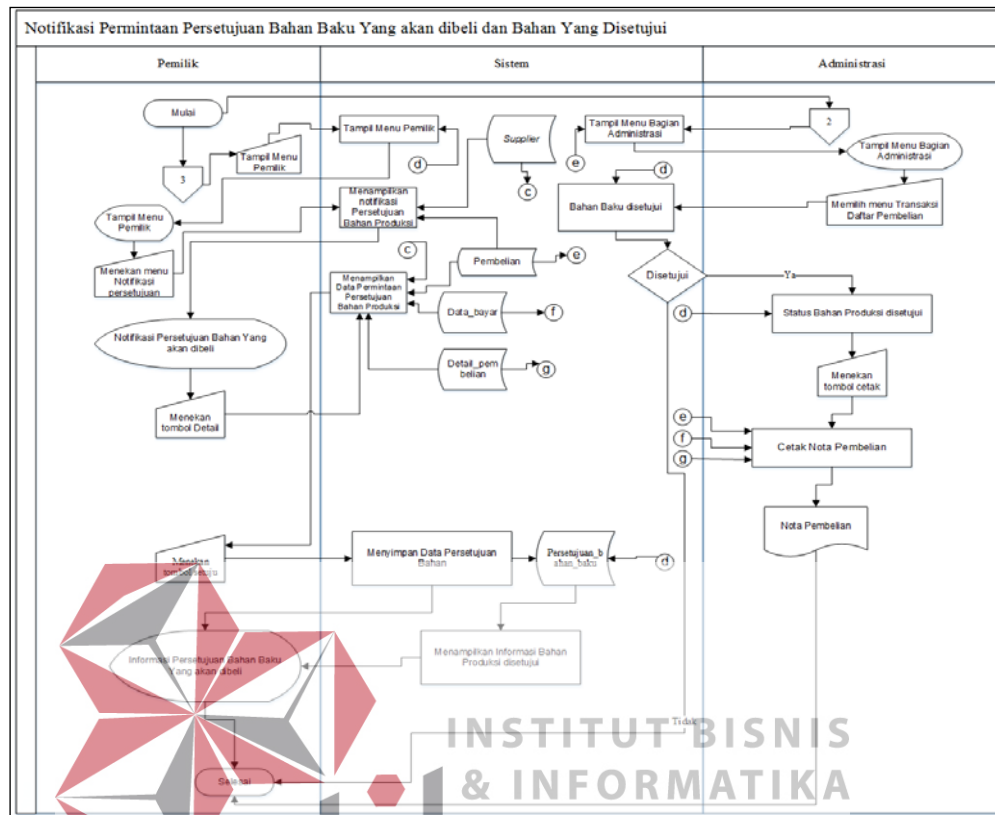 Notifikasi Permintaan Persetujuan Bahan Baku Yang akan dibeli dan Bahan Yang Disetujui
Pemilik
Sistem
Administrasi
Mulai
3
Tampil Menu
Pemilik
Tampil Menu
Pemilik
Menekan menu
Notifikasi
persetujuan
Notifikasi Persetujuan Bahan Yang
akan dibeli
Menekan
tombol Detail
Menekan
tombol setuju
Informasi Persetujuan Bahan Baku
Yang akan dibeli
Selesai
Tampil Menu Pemilik
d
Supplier
c
Menampilkan
notifikasi
Persetujuan
Bahan Produksi
c
Menampilkan
Data Permintaan
Persetujuan
Bahan Produksi
Pembelian
e
Data_bayar
f
Detail_pem
belian
g
Menyimpan Data Persetujuan
Bahan
Persetujuan_b
ahan_baku
d
Menampilkan Informasi Bahan
Produksi disetujui
Tampil Menu Bagian
Administrasi
e
d
Bahan Baku disetujui
Disetujui
Ya
Tidak
2
Tampil Menu Bagian
Administrasi
Memilih menu Transaksi
Daftar Pembelian
d
Status Bahan Produksi disetujui
Menekan
tombol cetak
e
f
g
Cetak Nota Pembelian
Nota Pembelian
INSTITUT BISNIS
& INFORMATIKA